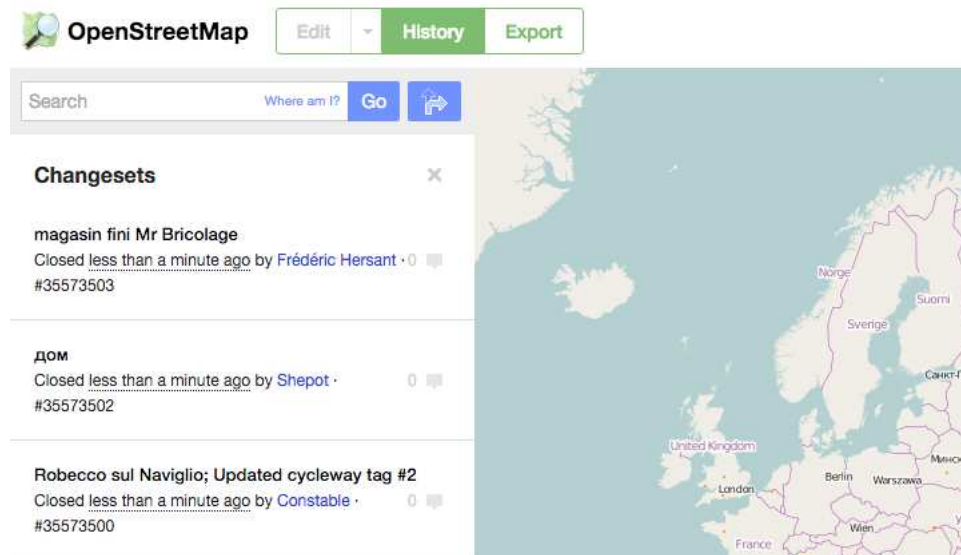 OpenStreetMap
Edit
History
Export
Search
Where am I?
Go
Changesets
magasin fini Mr Bricolage
Closed less than a minute ago by Frédéric Hersant · 0
#35573503
дом
Closed less than a minute ago by Shepot · 0
#35573502
Robecco sul Naviglio; Updated cycleway tag #2
Closed less than a minute ago by Constable · 0
#35573500
Norge
Suomi
Sverige
United Kingdom
London
Berlin
Warszawa
Wien
France